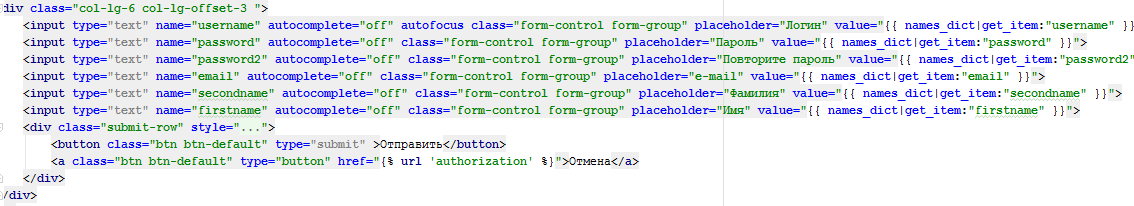 div class="col-lg-6 col-lg-offset-3 ">
<input type="text" name="username" autocomplete="off" autofocus class="form-control form-group" placeholder="Логин" value="{{ names_dict|get_item:"username" }}
<input type="text" name="password" autocomplete="off" class="form-control form-group" placeholder="Пароль" value="{{ names_dict|get_item:"password" }}">
<input type="text" name="password2" autocomplete="off" class="form-control form-group" placeholder="Повторите пароль" value="{{ names_dict|get_item:"password2"
<input type="text" name="email" autocomplete="off" class="form-control form-group" placeholder="e-mail" value="{{ names_dict|get_item:"email" }}">
<input type="text" name="secondname" autocomplete="off" class="form-control form-group" placeholder="Фамилия" value="{{ names_dict|get_item:"secondname" }}">
<input type="text" name="firstname" autocomplete="off" class="form-control form-group" placeholder="Имя" value="{{ names_dict|get_item:"firstname" }}">
<div class="submit-row" style="...">
<button class="btn btn-default" type="submit" >Отправить</button>
<a class="btn btn-default" type="button" href="{% url 'authorization' %}">Отмена</a>
</div>
/div>